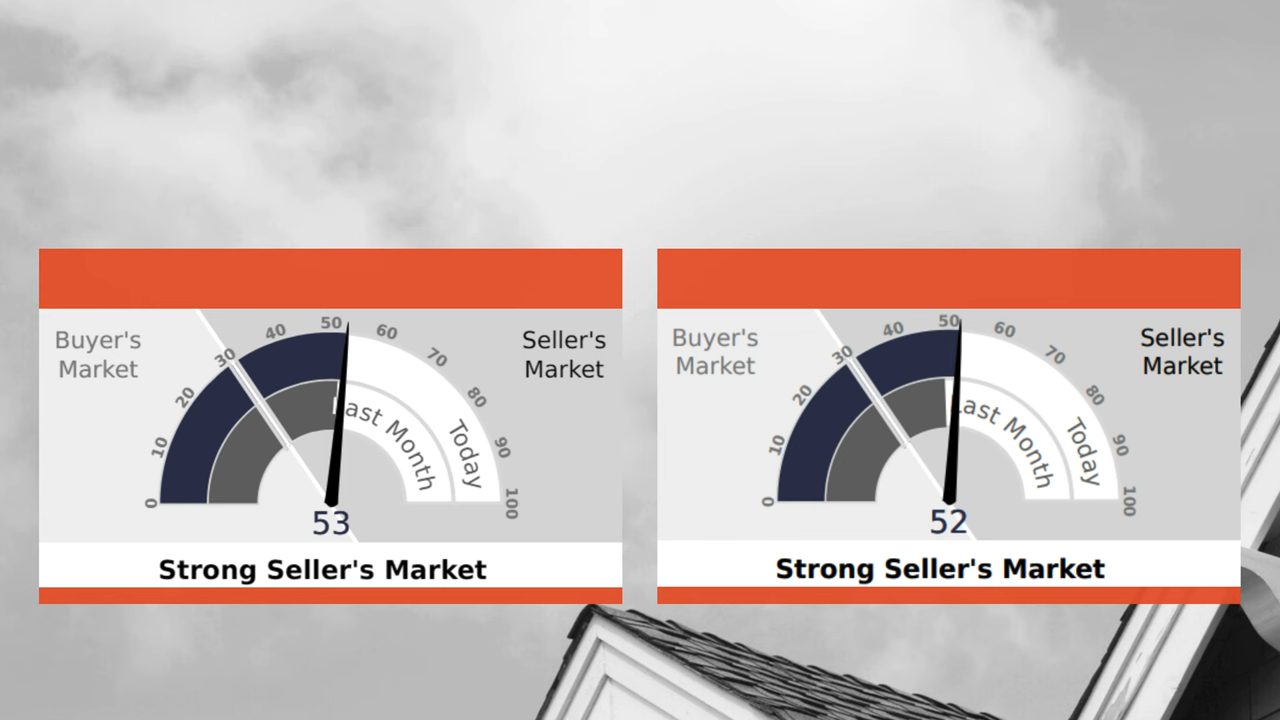 Buyer's
Market
Seller's
Market
0
10
20
30
40
50
60
70
80
90
100
Last Month
Today
53
Strong Seller's Market
Buyer's
Market
Seller's
Market
0
10
20
30
40
50
60
70
80
90
100
Last Month
Today
52
Strong Seller's Market